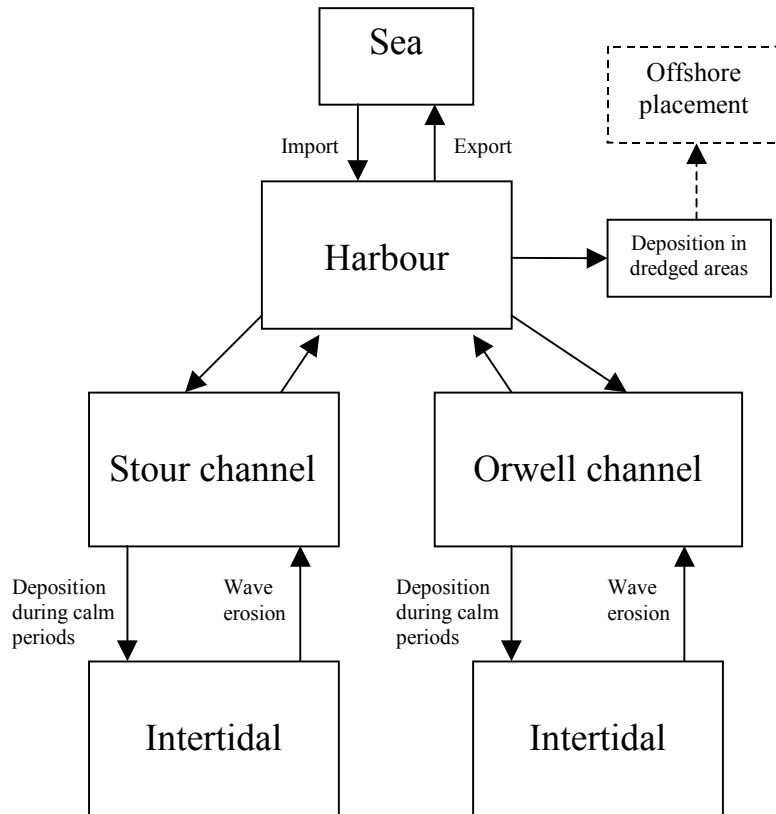 Sea
Offshore
placement
Import
Export
Harbour
Deposition in
dredged areas
Stour channel
Orwell channel
Deposition
during calm
periods
Wave
erosion
Deposition
during calm
periods
Wave
erosion
Intertidal
Intertidal